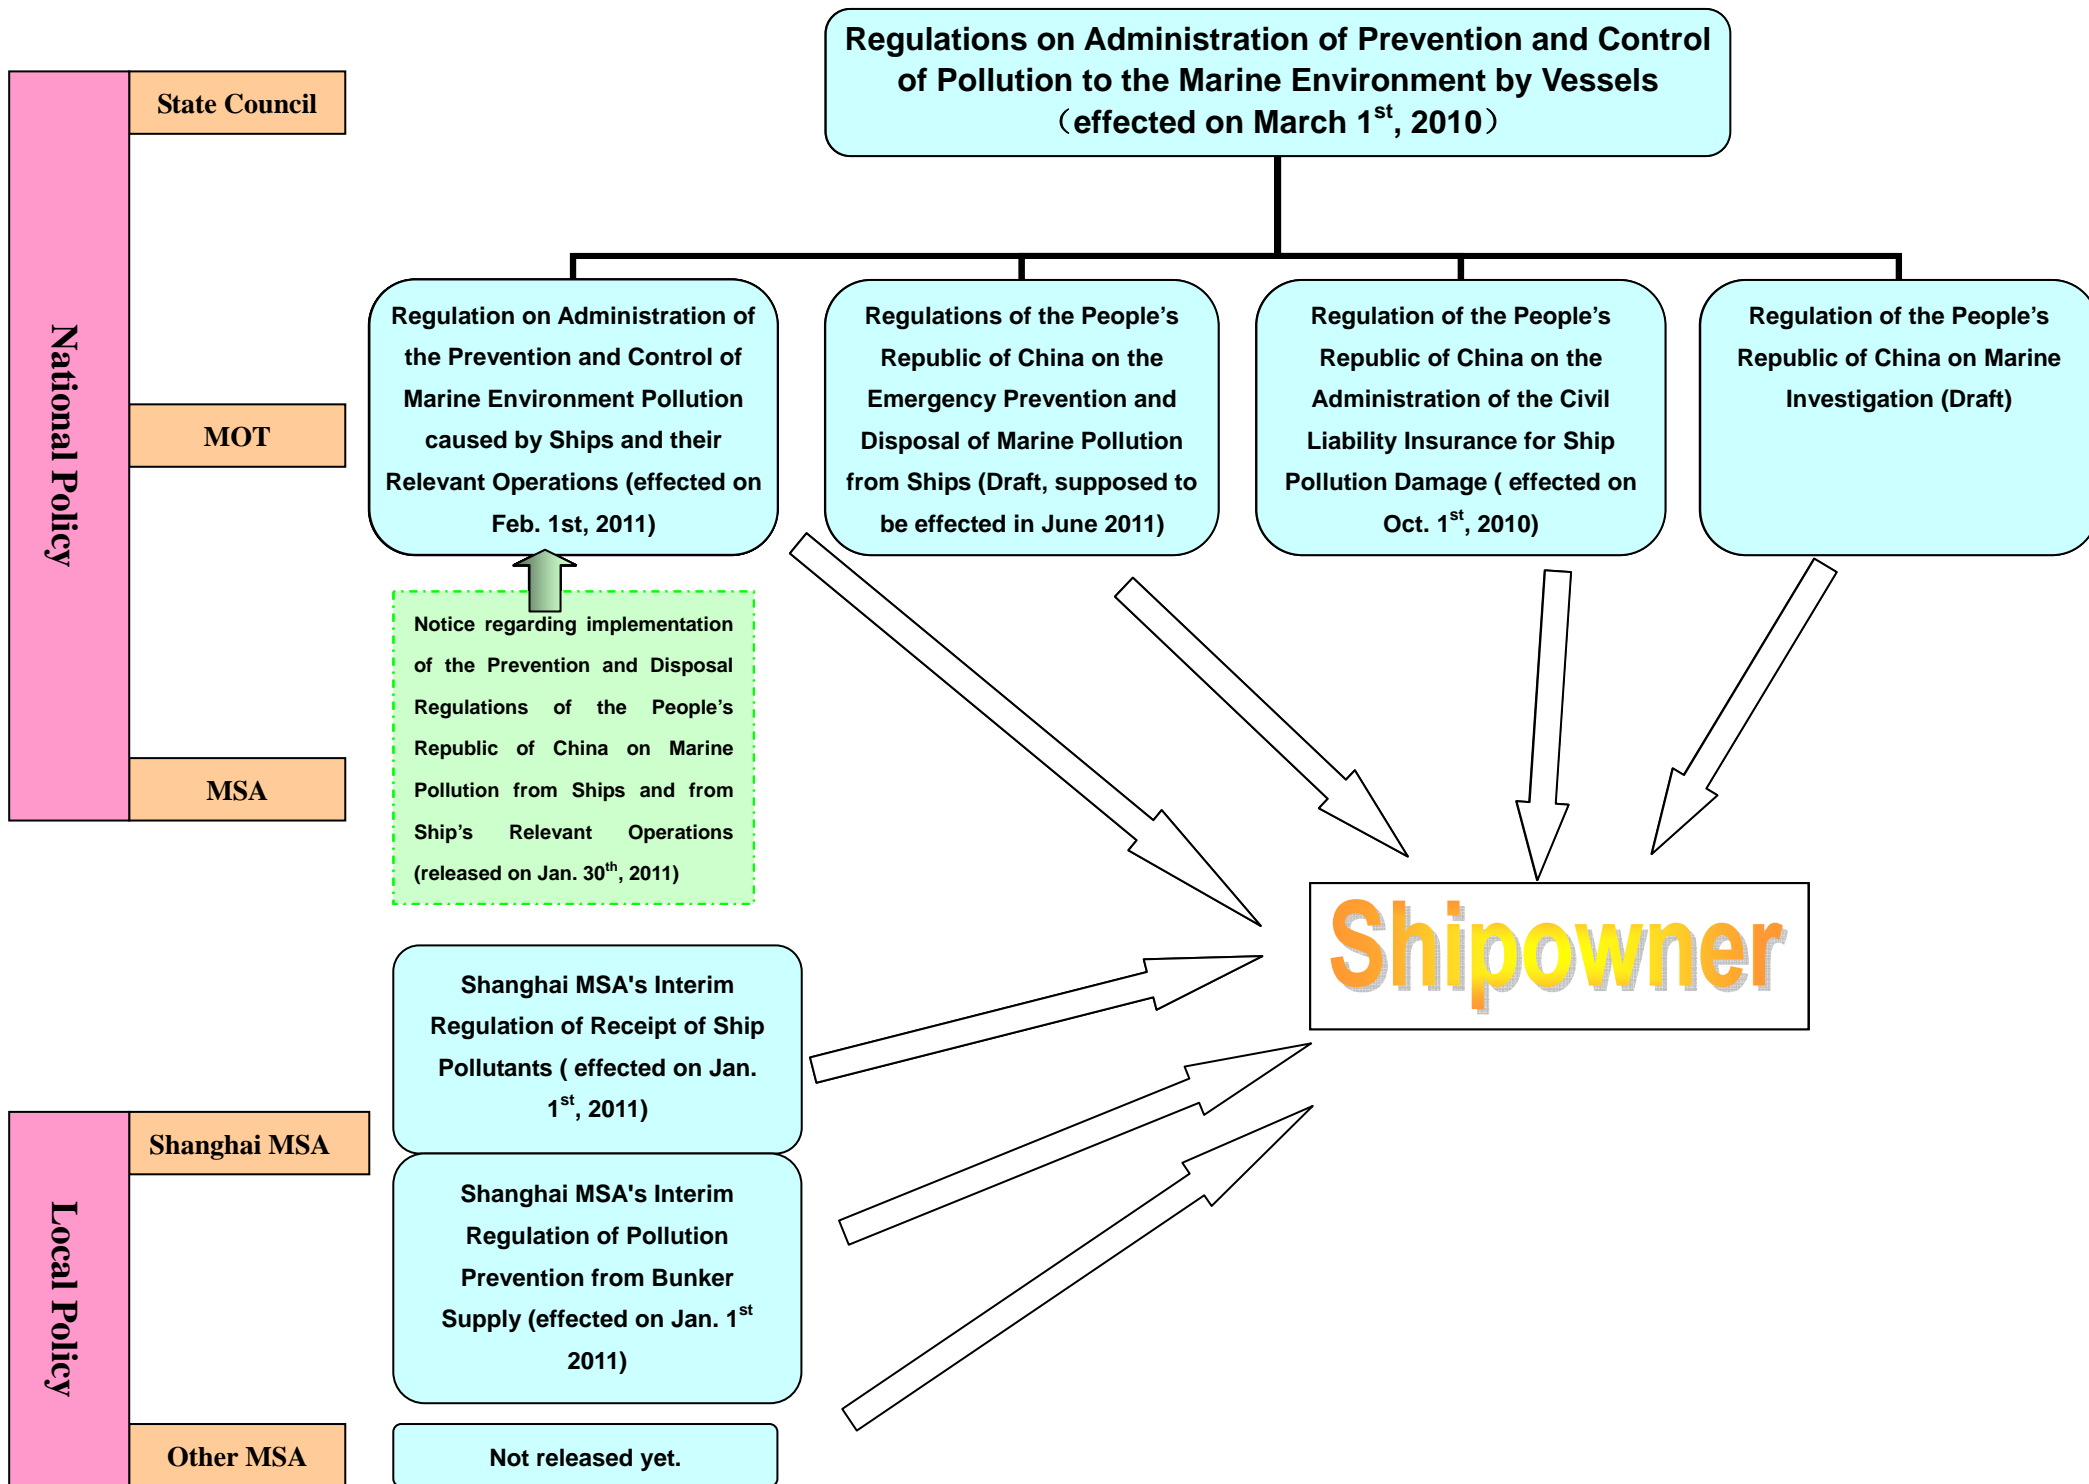 Regulations on Administration of Prevention and Control
of Pollution to the Marine Environment by Vessels
（effected on March 1st, 2010）
National Policy
State Council
MOT
MSA
Regulation on Administration of
the Prevention and Control of
Marine Environment Pollution
caused by Ships and their
Relevant Operations (effected on
Feb. 1st, 2011)
Regulations of the People’s
Republic of China on the
Emergency Prevention and
Disposal of Marine Pollution
from Ships (Draft, supposed to
be effected in June 2011)
Regulation of the People’s
Republic of China on the
Administration of the Civil
Liability Insurance for Ship
Pollution Damage ( effected on
Oct. 1st, 2010)
Regulation of the People’s
Republic of China on Marine
Investigation (Draft)
Notice regarding implementation
of the Prevention and Disposal
Regulations of the People’s
Republic of China on Marine
Pollution from Ships and from
Ship’s Relevant Operations
(released on Jan. 30th, 2011)
Shipowner
Local Policy
Shanghai MSA
Other MSA
Shanghai MSA's Interim
Regulation of Receipt of Ship
Pollutants ( effected on Jan.
1st, 2011)
Shanghai MSA's Interim
Regulation of Pollution
Prevention from Bunker
Supply (effected on Jan. 1st
2011)
Not released yet.